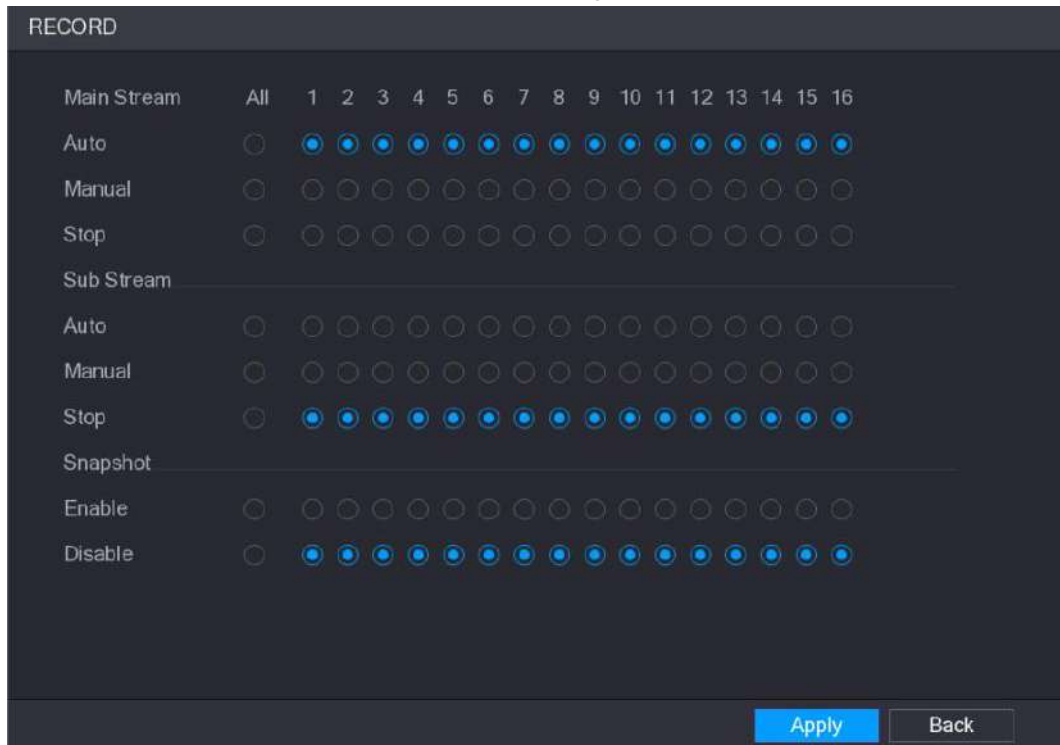 RECORD
Main Stream All 1 2 3 4 5 6 7 8 9 10 11 12 13 14 15 16
Auto
Manual
Stop
Sub Stream
Auto
Manual
Stop
Snapshot
Enable
Disable
Apply Back